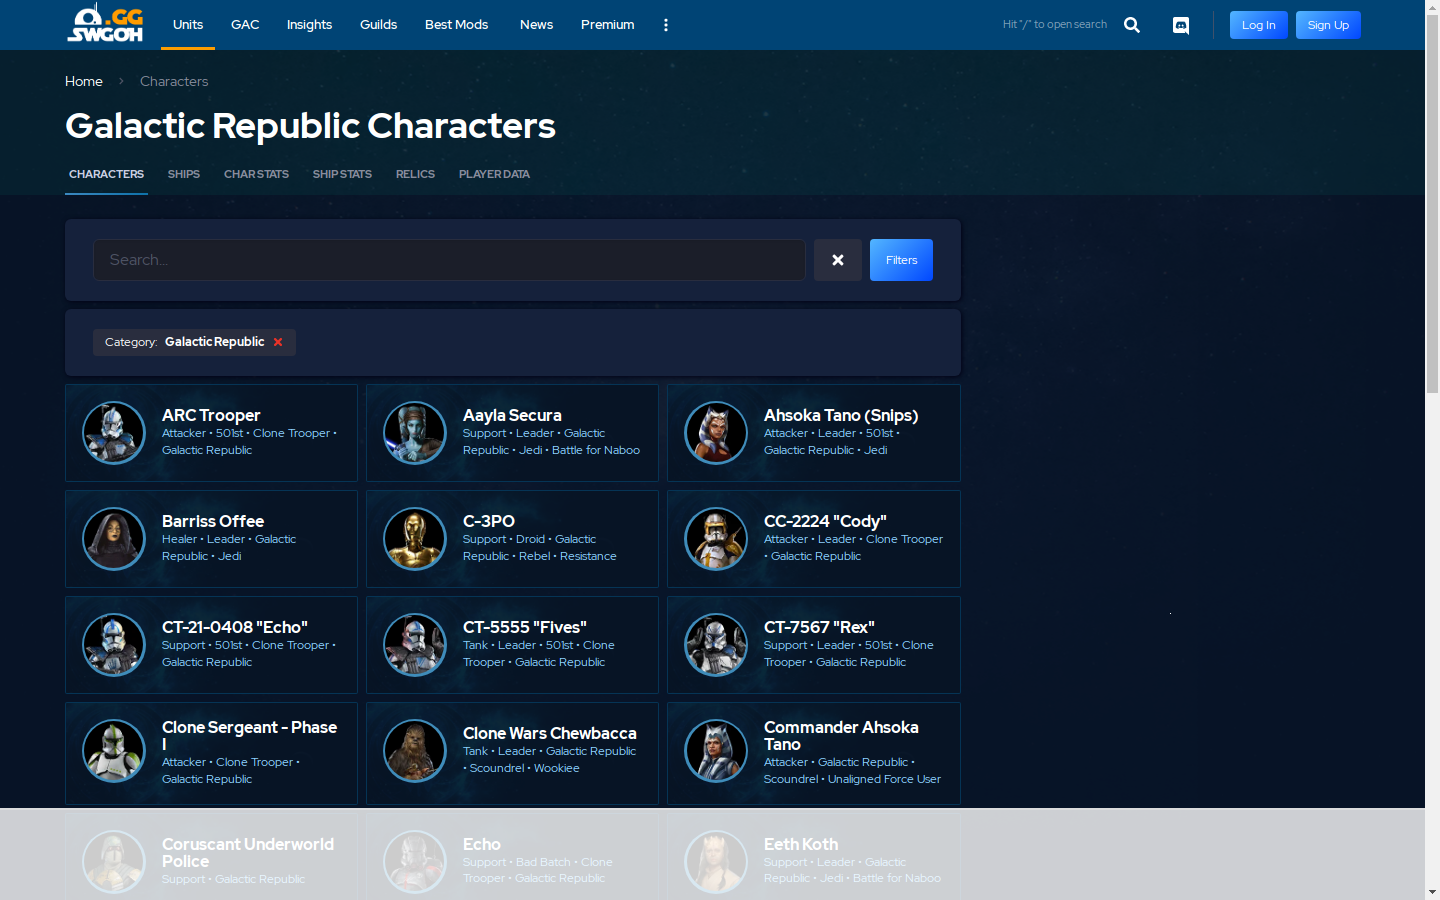 .GG
SWGOH
Units
GAC
Insights
Guilds
Best Mods
News
Premium
Hit "/" to open search
Log In
Sign Up
Home
Characters
Galactic Republic Characters
CHARACTERS
SHIPS
CHAR STATS
SHIP STATS
RELICS
PLAYER DATA
Search...
Filters
Category: Galactic Republic
ARC Trooper
Attacker • 501st • Clone Trooper •
Galactic Republic
Aayla Secura
Support • Leader • Galactic
Republic • Jedi • Battle for Naboo
Ahsoka Tano (Snips)
Attacker • Leader • 501st •
Galactic Republic • Jedi
Barriss Offee
Healer • Leader • Galactic
Republic • Jedi
C-3PO
Support • Droid • Galactic
Republic • Rebel • Resistance
CC-2224 "Cody"
Attacker • Leader • Clone Trooper
• Galactic Republic
CT-21-0408 "Echo"
Support • 501st • Clone Trooper •
Galactic Republic
CT-5555 "Fives"
Tank • Leader • 501st • Clone
Trooper • Galactic Republic
CT-7567 "Rex"
Support • Leader • 501st • Clone
Trooper • Galactic Republic
Clone Sergeant - Phase
I
Attacker • Clone Trooper •
Galactic Republic
Clone Wars Chewbacca
Tank • Leader • Galactic Republic
• Scoundrel • Wookiee
Commander Ahsoka
Tano
Attacker • Galactic Republic •
Scoundrel • Unaligned Force User
Coruscant Underworld
Police
Support • Galactic Republic
Echo
Support • Bad Batch • Clone
Trooper • Galactic Republic
Eeth Koth
Support • Leader • Galactic
Republic • Jedi • Battle for Naboo